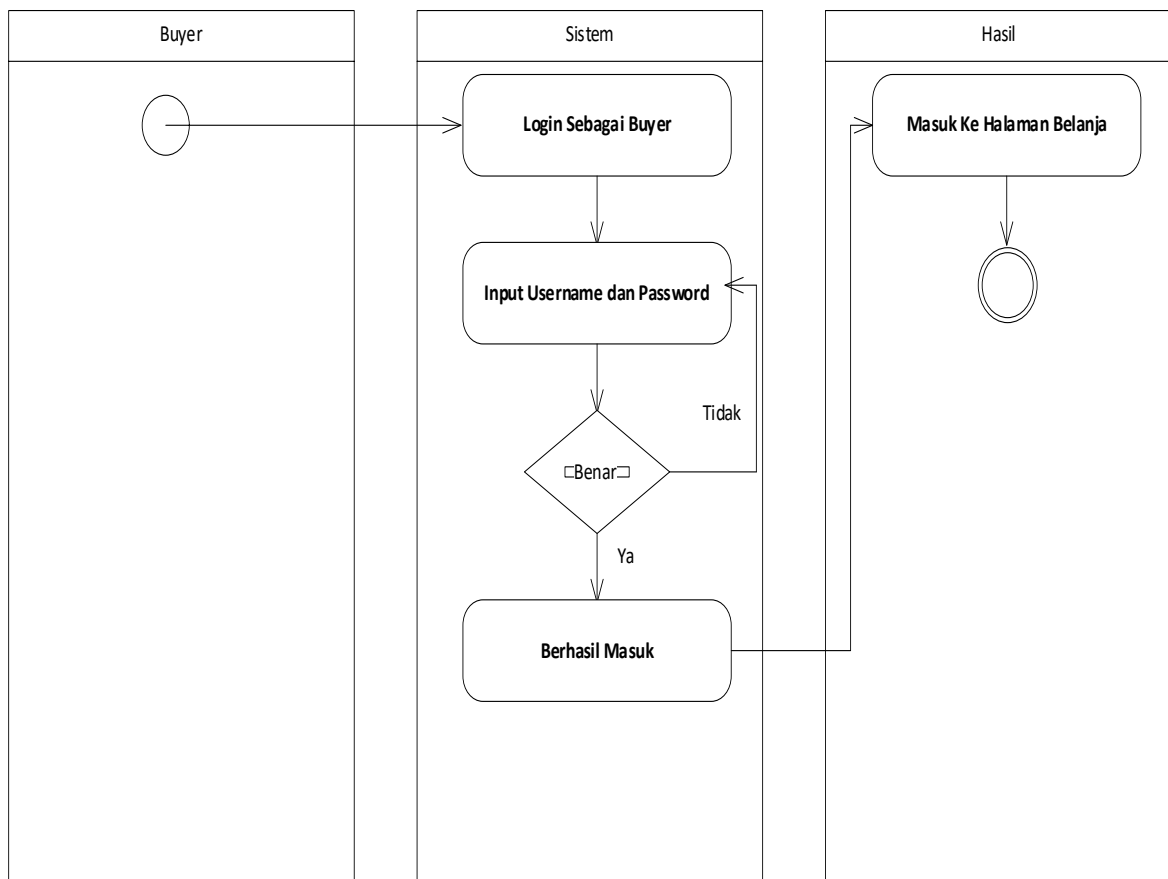 Buyer
Sistem
Hasil
Login Sebagai Buyer
Masuk Ke Halaman Belanja
Input Username dan Password
Tidak
Benar
Ya
Berhasil Masuk